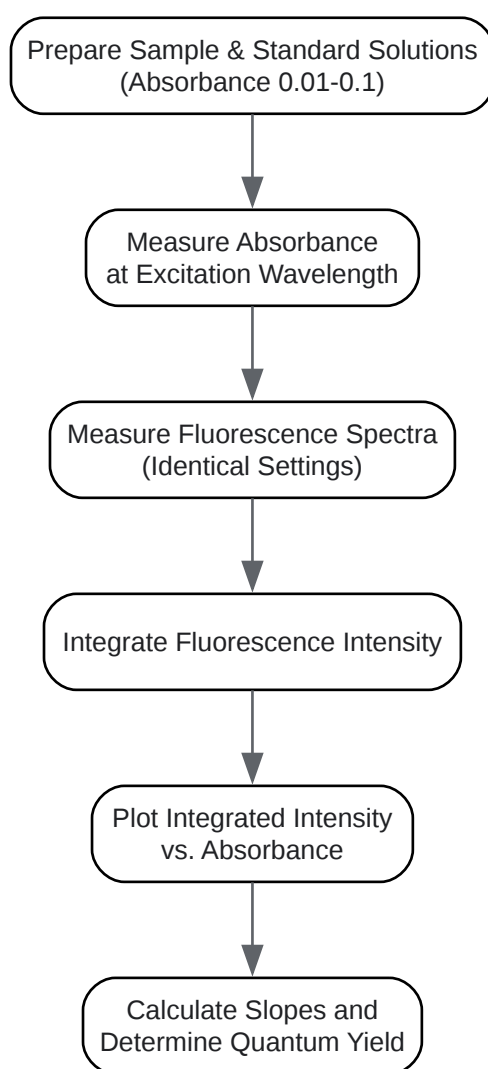 Prepare Sample & Standard Solutions
(Absorbance 0.01-0.1)
Measure Absorbance
at Excitation Wavelength
Measure Fluorescence Spectra
(Identical Settings)
Integrate Fluorescence Intensity
Plot Integrated Intensity
vs. Absorbance
Calculate Slopes and
Determine Quantum Yield